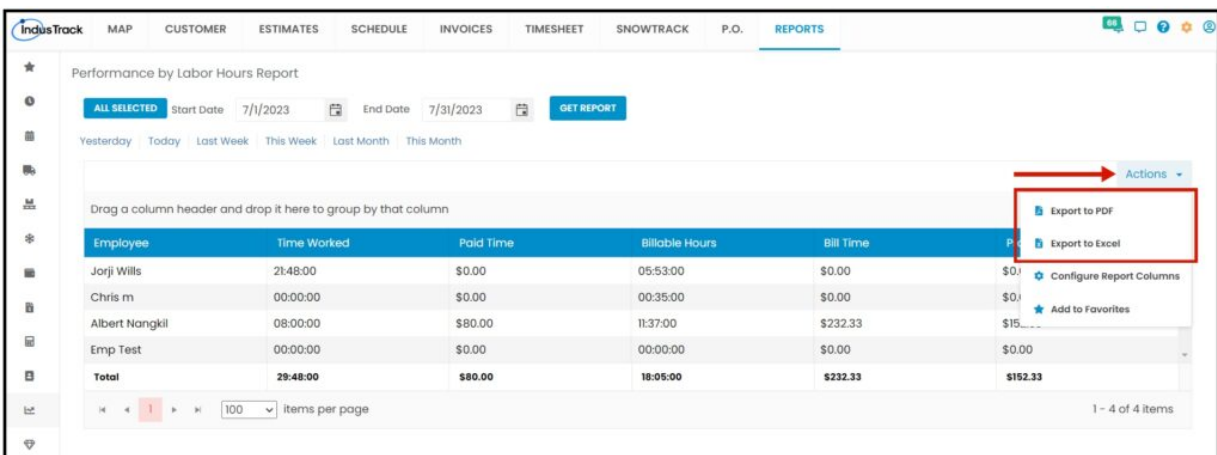 IndusTrack MAP CUSTOMER ESTIMATES SCHEDULE INVOICES TIMESHEET SNOWTRACK P.O. REPORTS 66
Performance by Labor Hours Report
ALL SELECTED Start Date 7/1/2023 End Date 7/31/2023 GET REPORT
Yesterday Today Last Week This Week Last Month This Month
Actions
Export to PDF
Export to Excel
Configure Report Columns
Add to Favorites
Drag a column header and drop it here to group by that column
Employee Time Worked Paid Time Billable Hours Bill Time
Jorji Wills 21:48:00 $0.00 05:53:00 $0.00
Chris m 00:00:00 $0.00 00:35:00 $0.00
Albert Nangkil 08:00:00 $80.00 11:37:00 $232.33
Emp Test 00:00:00 $0.00 00:00:00 $0.00 $0.00
Total 29:48:00 $80.00 18:05:00 $232.33 $152.33
1 100 items per page 1 - 4 of 4 items